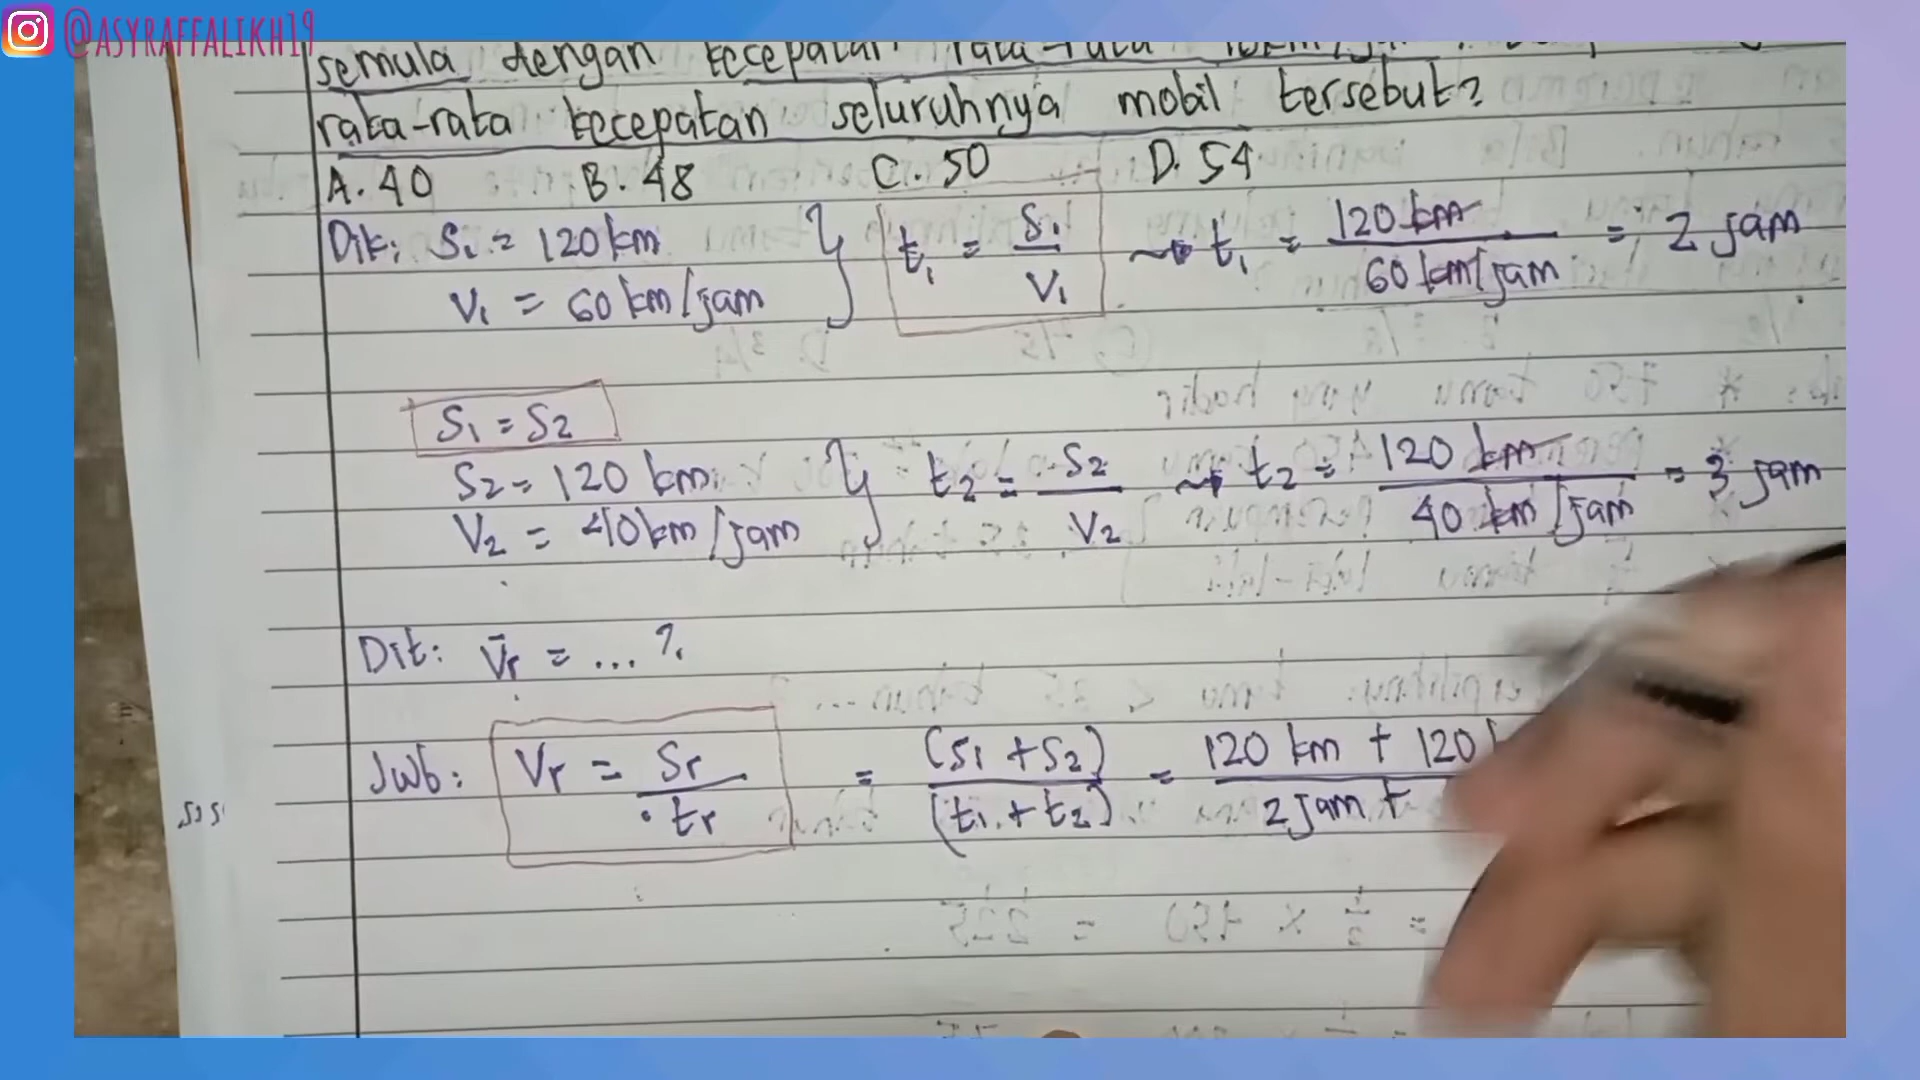 @ASYRAFFALIKH19
semula dengan kecepatan rata-rata
rata-rata kecepatan seluruhnya mobil tersebut?
A. 40 B. 48 C. 50 D. 54
Dik: S₁ = 120 km } t₁ = S₁/V₁ → t₁ = 120 km / 60 km/jam = 2 jam
V₁ = 60 km/jam
S₁ = S₂
S₂ = 120 km } t₂ = S₂/V₂ → t₂ = 120 km / 40 km/jam = 3 jam
V₂ = 40 km/jam
Dit: V̄r = ... ?
Jwb: Vr = Sr/tr = (S₁ + S₂)/(t₁ + t₂) = 120 km + 120 / 2 jam +